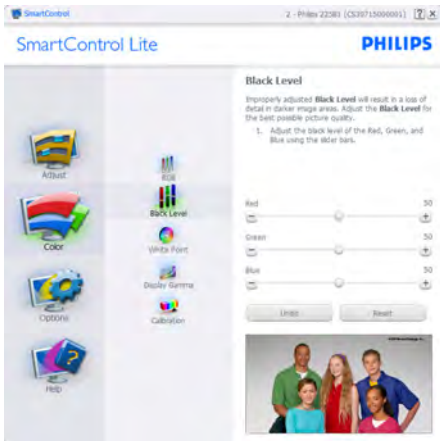 SmartControl
2 - Philips 225B1 (CS39715000001)
SmartControl Lite
PHILIPS
Black Level
Improperly adjusted Black Level will result in a loss of
detail in darker image areas. Adjust the Black Level for
the best possible picture quality.
1. Adjust the black level of the Red, Green, and
Blue using the slider bars.
Adjust
Color
Options
Help
RGB
Black Level
White Point
Display Gamma
Calibration
Red 50
Green 50
Blue 50
Undo Reset